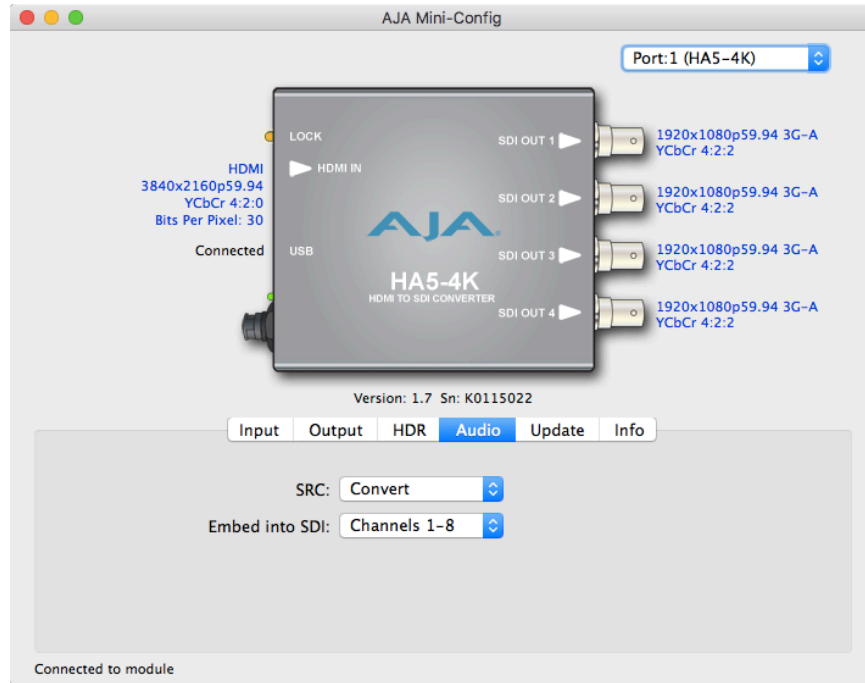 AJA Mini-Config
Port:1 (HA5-4K)
LOCK
HDMI IN
HDMI
3840x2160p59.94
YCbCr 4:2:0
Bits Per Pixel: 30
Connected
USB
AJA
HA5-4K
HDMI TO SDI CONVERTER
SDI OUT 1
1920x1080p59.94 3G-A
YCbCr 4:2:2
SDI OUT 2
1920x1080p59.94 3G-A
YCbCr 4:2:2
SDI OUT 3
1920x1080p59.94 3G-A
YCbCr 4:2:2
SDI OUT 4
1920x1080p59.94 3G-A
YCbCr 4:2:2
Version: 1.7 Sn: K0115022
Input Output HDR Audio Update Info
SRC: Convert
Embed into SDI: Channels 1-8
Connected to module